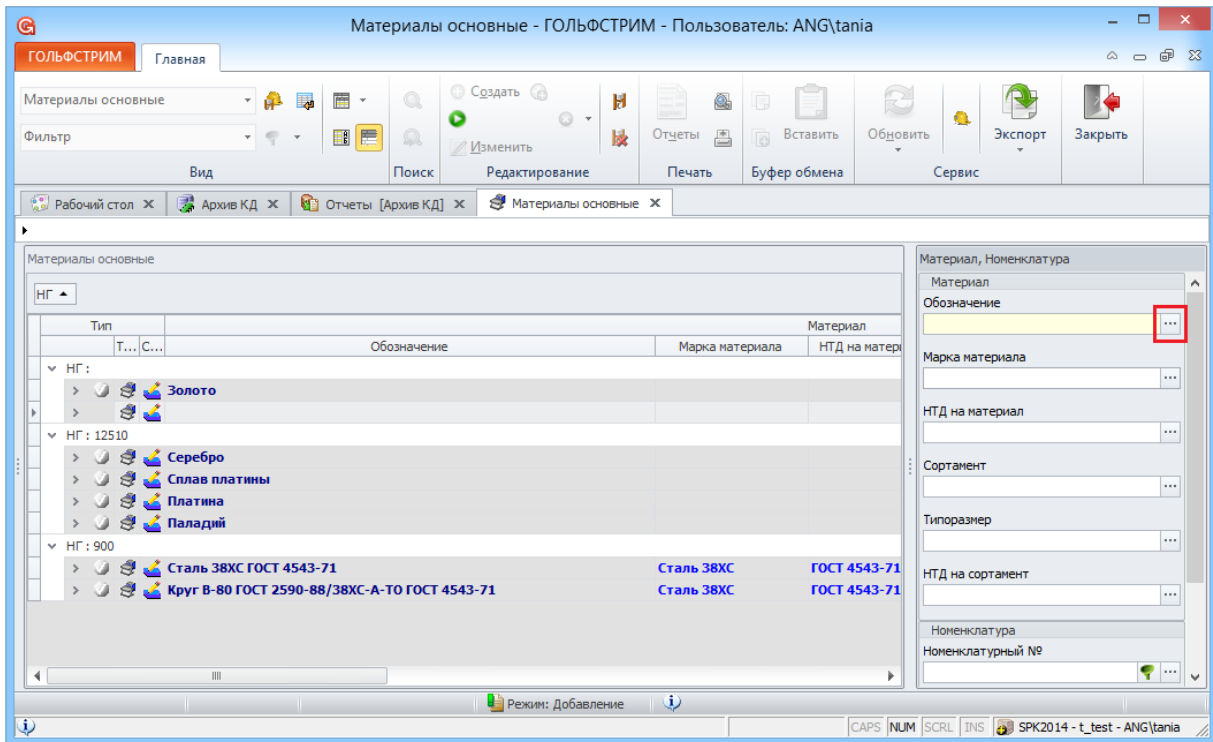 Материалы основные - ГОЛЬФСТРИМ - Пользователь: ANG\tania
ГОЛЬФСТРИМ Главная
Материалы основные
Фильтр
Вид
Поиск
Создать
Изменить
Редактирование
Отчеты
Печать
Вставить
Буфер обмена
Обновить
Экспорт
Сервис
Закрыть
Рабочий стол Архив КД Отчеты [Архив КД] Материалы основные
Материалы основные
НГ
Тип Материал
Т... С... Обозначение Марка материала НТД на матери
НГ :
Золото
НГ : 12510
Серебро
Сплав платины
Платина
Паладий
НГ : 900
Сталь 38ХС ГОСТ 4543-71 Сталь 38ХС ГОСТ 4543-71
Круг В-80 ГОСТ 2590-88/38ХС-А-ТО ГОСТ 4543-71 Сталь 38ХС ГОСТ 4543-71
Материал, Номенклатура
Материал
Обозначение
Марка материала
НТД на материал
Сортамент
Типоразмер
НТД на сортамент
Номенклатура
Номенклатурный №
Режим: Добавление
CAPS NUM SCRL INS SPK2014 - t_test - ANG\tania